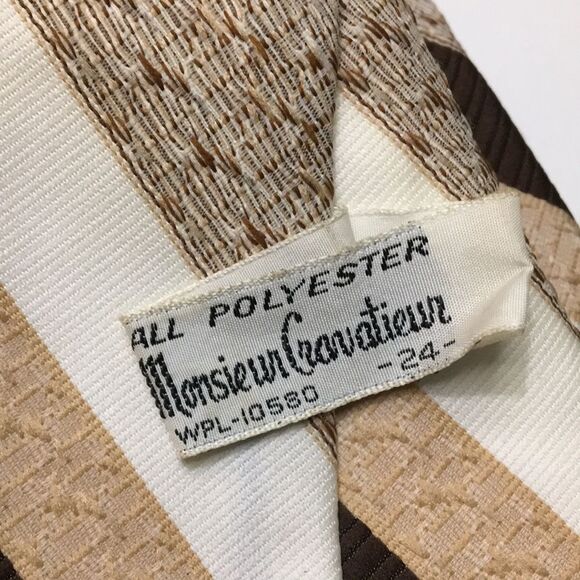 ALL POLYESTER
Monsieur Cravatieur
WPL-10580 -24-